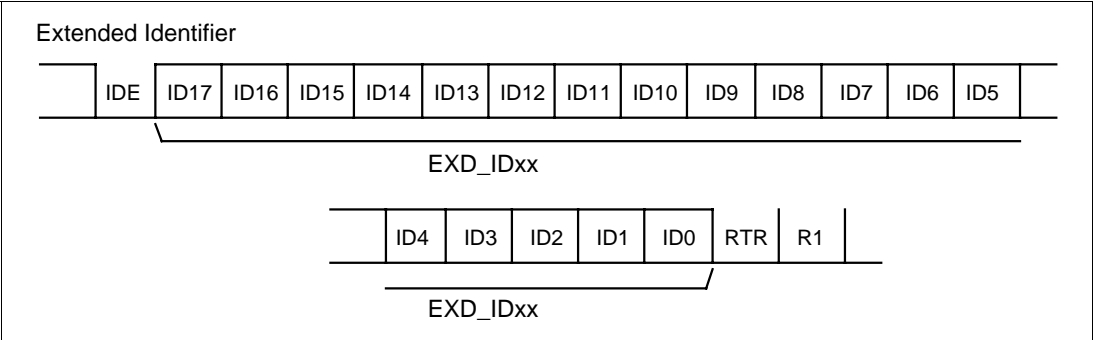 Extended Identifier
IDE ID17 ID16 ID15 ID14 ID13 ID12 ID11 ID10 ID9 ID8 ID7 ID6 ID5
EXD_IDxx
ID4 ID3 ID2 ID1 ID0 RTR R1
EXD_IDxx